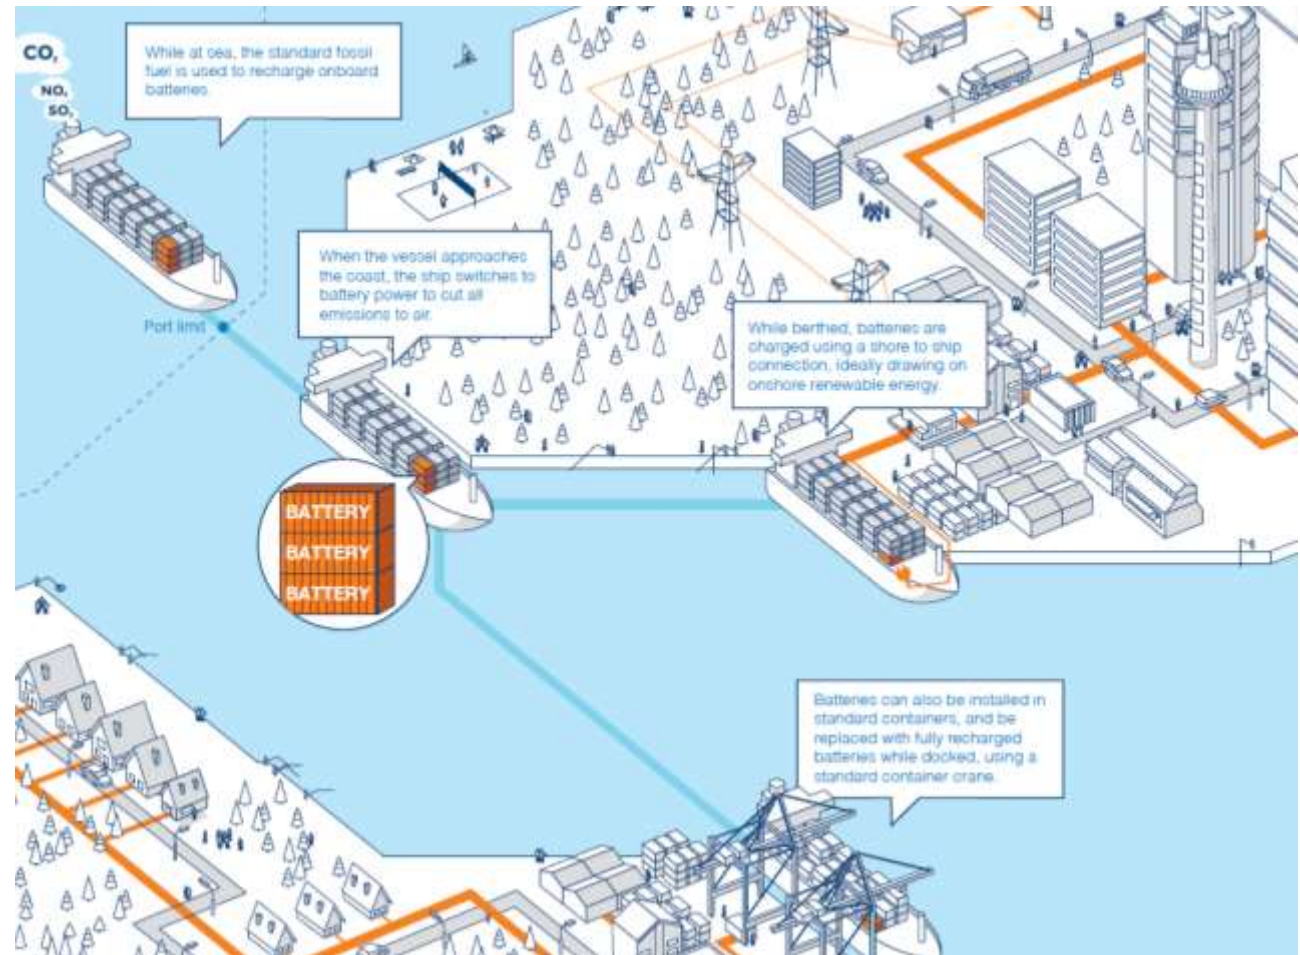 CO₂
NOₓ
SOₓ
While at sea, the standard fossil
fuel is used to recharge onboard
batteries.
When the vessel approaches
the coast, the ship switches to
battery power to cut all
emissions to air.
Port limit
While berthed, batteries are
charged using a shore to ship
connection, ideally drawing on
onshore renewable energy.
BATTERY
BATTERY
BATTERY
Batteries can also be installed in
standard containers, and be
replaced with fully recharged
batteries while docked, using a
standard container crane.